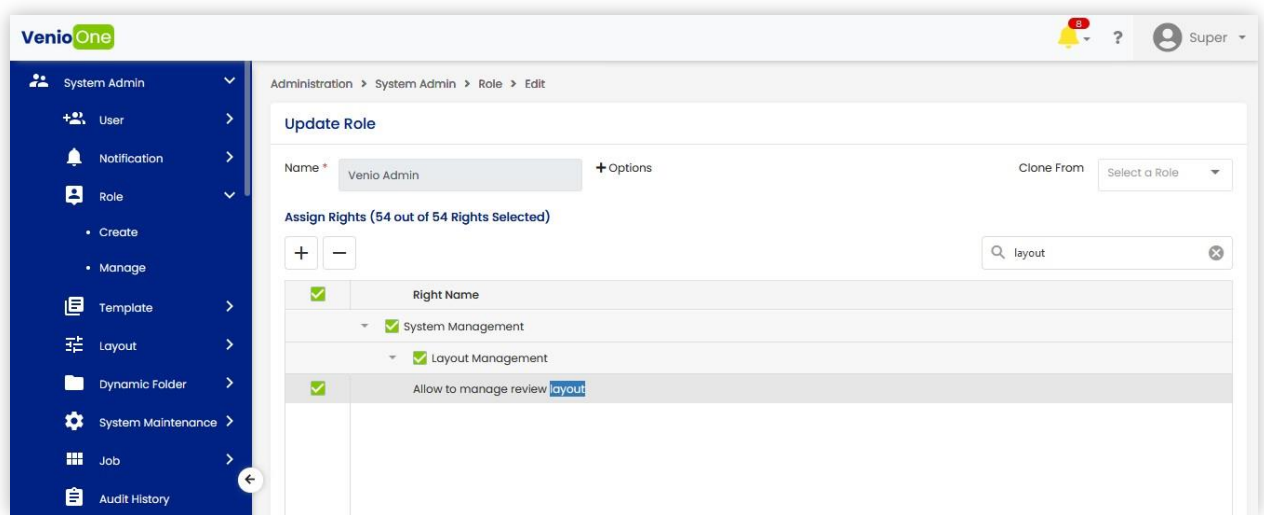 VenioOne
8
?
Super
System Admin
User
Notification
Role
Create
Manage
Template
Layout
Dynamic Folder
System Maintenance
Job
Audit History
Administration > System Admin > Role > Edit
Update Role
Name * Venio Admin + Options Clone From Select a Role
Assign Rights (54 out of 54 Rights Selected)
layout
Right Name
System Management
Layout Management
Allow to manage review layout